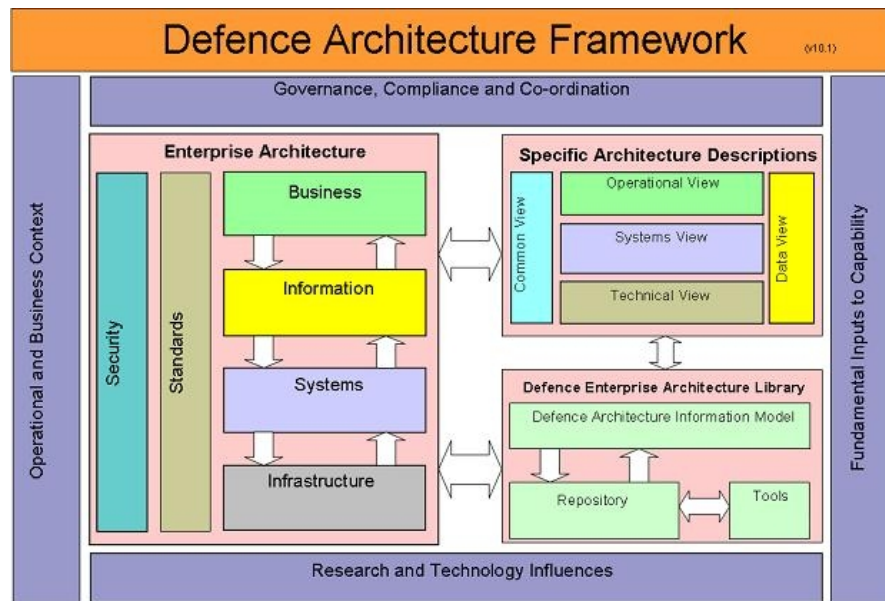 Defence Architecture Framework (v10.1)
Governance, Compliance and Co-ordination
Operational and Business Context
Enterprise Architecture
Security
Standards
Business
Information
Systems
Infrastructure
Specific Architecture Descriptions
Common View
Operational View
Systems View
Technical View
Data View
Defence Enterprise Architecture Library
Defence Architecture Information Model
Repository
Tools
Fundamental Inputs to Capability
Research and Technology Influences